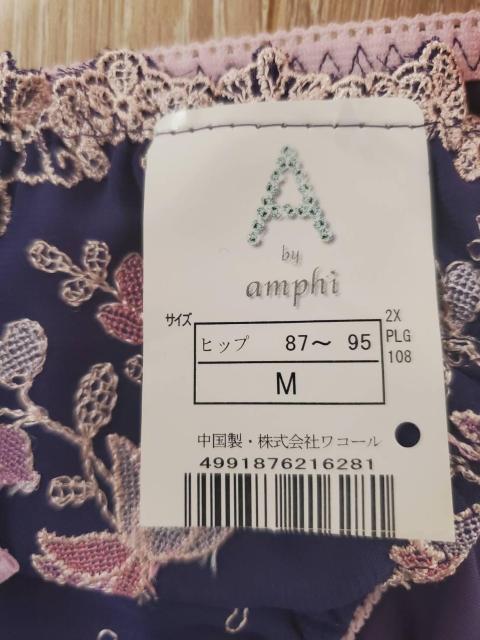 A
by
amphi
サイズ
ヒップ 87～ 95
M
2X
PLG
108
中国製・株式会社ワコール
4991876216281